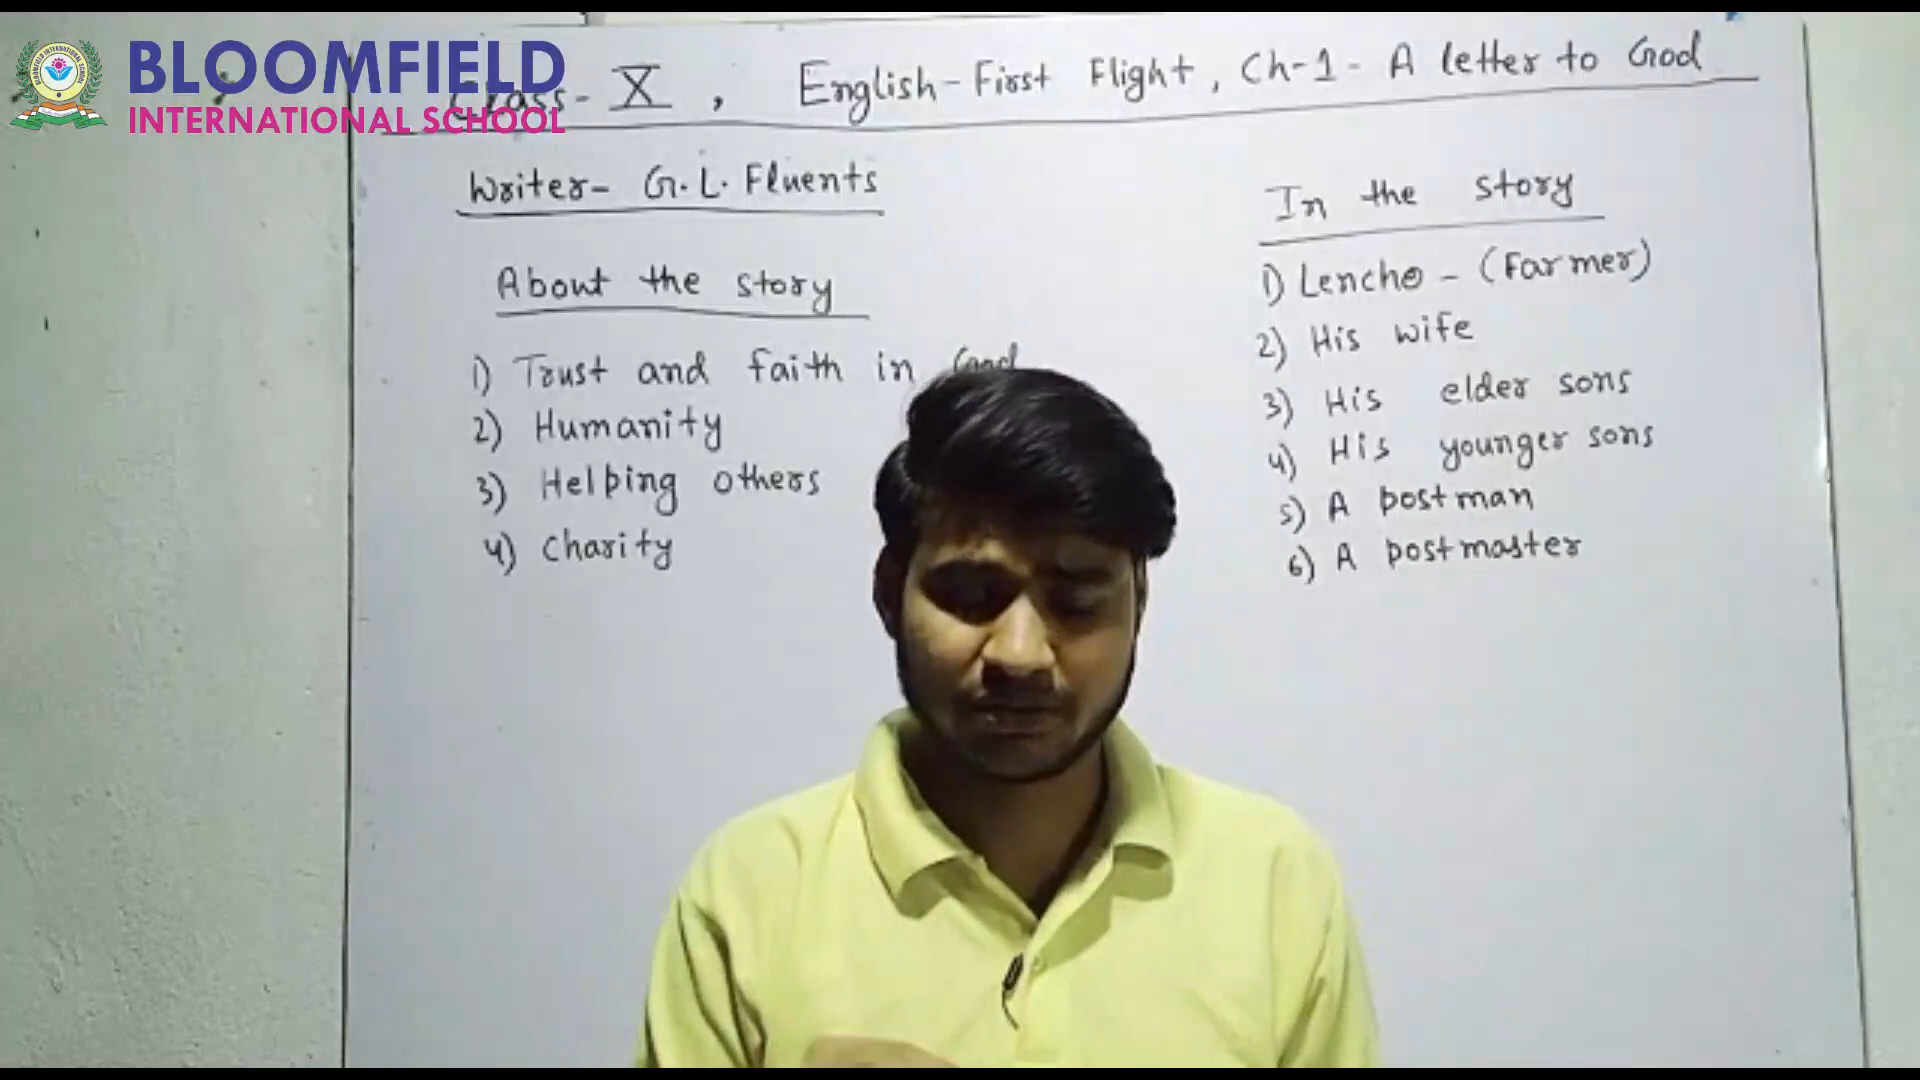 BLOOMFIELD
INTERNATIONAL SCHOOL
Class - X , English - First Flight , Ch-1 - A letter to God
Writer - G. L. Fluents
About the story
1) Trust and faith in God
2) Humanity
3) Helping others
4) Charity
In the story
1) Lencho - (Farmer)
2) His wife
3) His elder sons
4) His younger sons
5) A postman
6) A postmaster